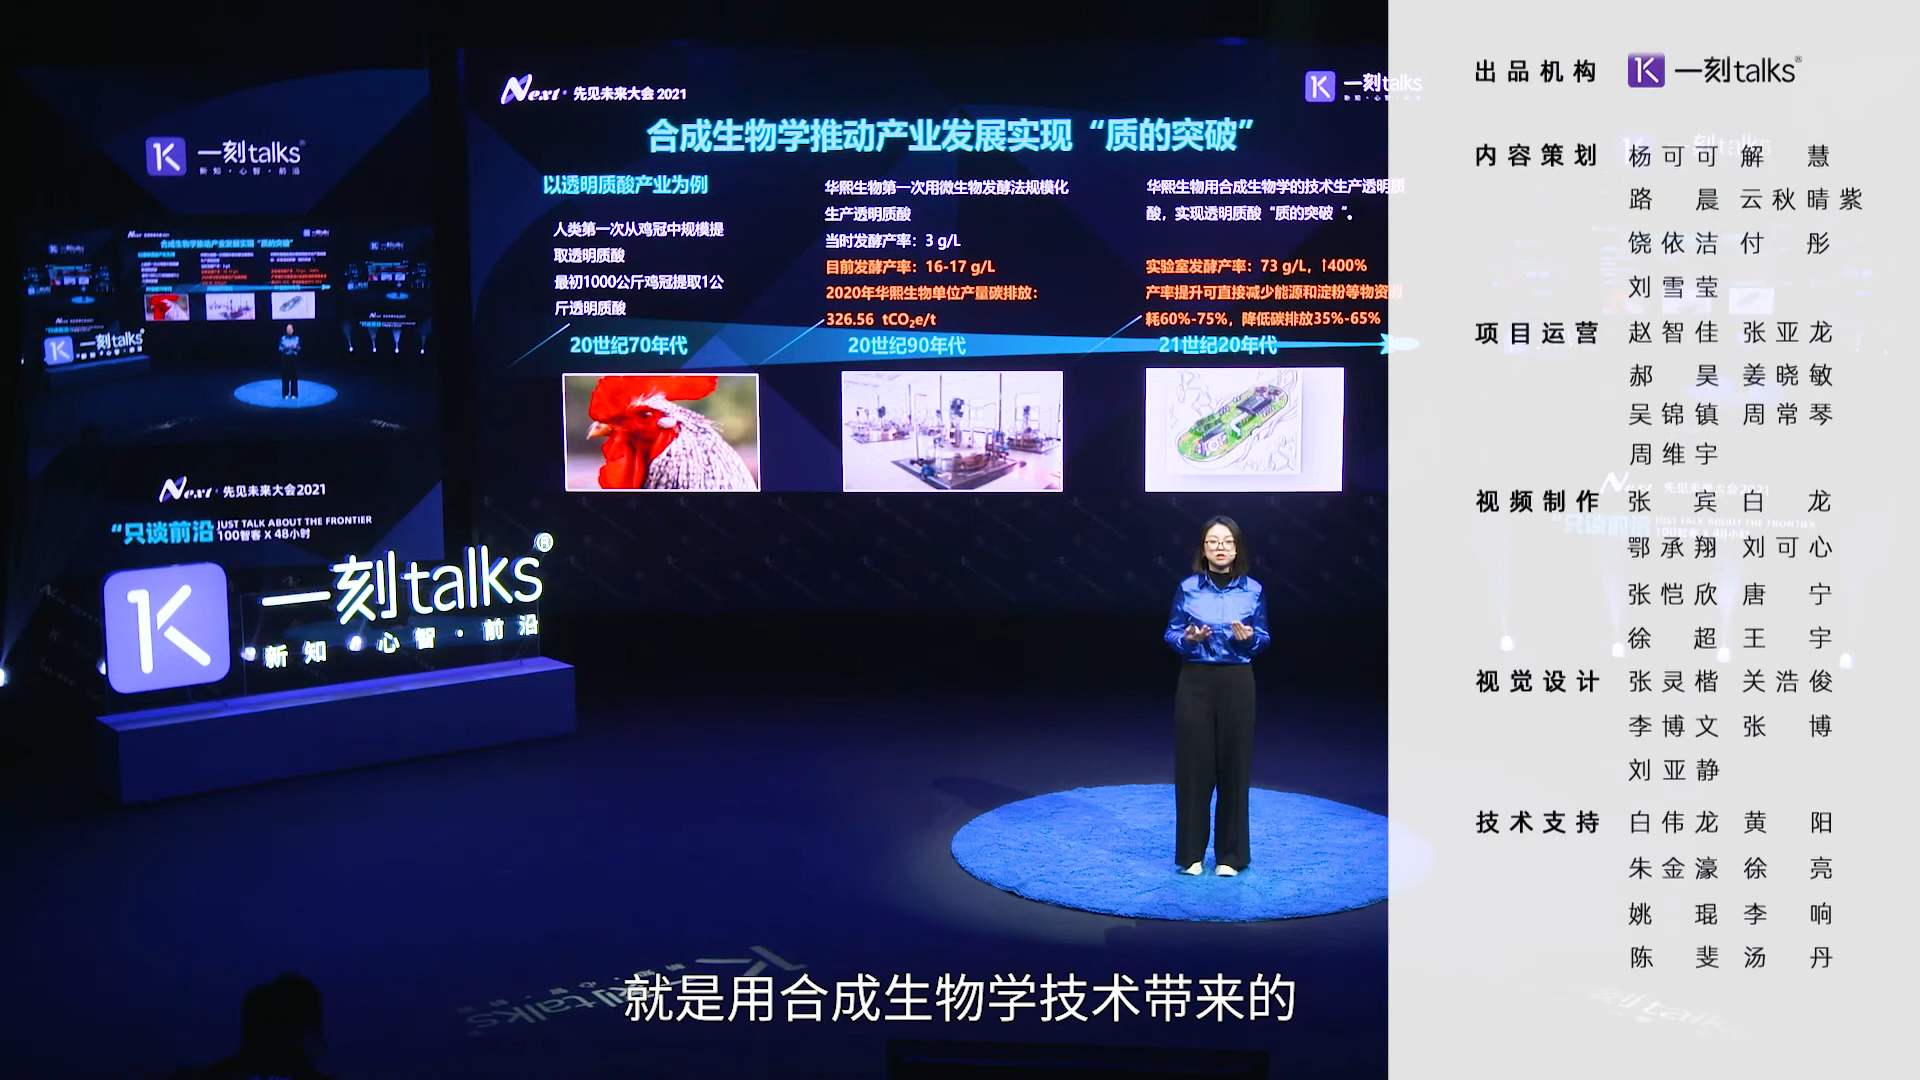 一刻talks
新知·心智·前沿
Next· 先见未来大会2021
“只谈前沿 JUST TALK ABOUT THE FRONTIER
100智客 X 48小时
一刻talks®
新知·心智·前沿
Next· 先见未来大会2021
一刻talks
合成生物学推动产业发展实现“质的突破”
以透明质酸产业为例
人类第一次从鸡冠中规模提
取透明质酸
最初1000公斤鸡冠提取1公
斤透明质酸
20世纪70年代
华熙生物第一次用微生物发酵法规模化
生产透明质酸
当时发酵产率：3 g/L
目前发酵产率：16-17 g/L
2020年华熙生物单位产量碳排放：
326.56 tCO₂e/t
20世纪90年代
华熙生物用合成生物学的技术生产透明质
酸，实现透明质酸“质的突破“。
实验室发酵产率：73 g/L，↑400%
产率提升可直接减少能源和淀粉等物资消
耗60%-75%，降低碳排放35%-65%
21世纪20年代
就是用合成生物学技术带来的
出品机构 一刻talks®
内容策划 杨可可 解慧
路晨 云秋晴紫
饶依洁 付彤
刘雪莹
项目运营 赵智佳 张亚龙
郝昊 姜晓敏
吴锦镇 周常琴
周维宇
视频制作 张宾 白龙
鄂承翔 刘可心
张恺欣 唐宁
徐超 王宇
视觉设计 张灵楷 关浩俊
李博文 张博
刘亚静
技术支持 白伟龙 黄阳
朱金濠 徐亮
姚琨 李响
陈斐 汤丹